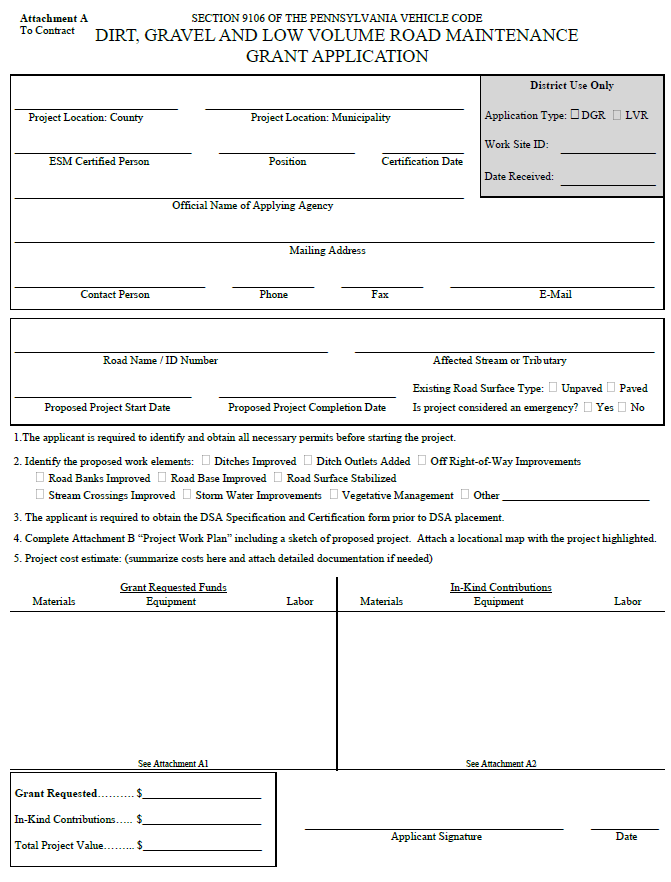 Attachment A
To Contract
SECTION 9106 OF THE PENNSYLVANIA VEHICLE CODE
DIRT, GRAVEL AND LOW VOLUME ROAD MAINTENANCE
GRANT APPLICATION
District Use Only
Application Type: ☐ DGR ☐ LVR
Work Site ID:
Date Received:
Project Location: County Project Location: Municipality
ESM Certified Person Position Certification Date
Official Name of Applying Agency
Mailing Address
Contact Person Phone Fax E-Mail
Road Name / ID Number Affected Stream or Tributary
Existing Road Surface Type: ☐ Unpaved ☐ Paved
Proposed Project Start Date Proposed Project Completion Date Is project considered an emergency? ☐ Yes ☐ No
1.The applicant is required to identify and obtain all necessary permits before starting the project.
2. Identify the proposed work elements: ☐ Ditches Improved ☐ Ditch Outlets Added ☐ Off Right-of-Way Improvements
☐ Road Banks Improved ☐ Road Base Improved ☐ Road Surface Stabilized
☐ Stream Crossings Improved ☐ Storm Water Improvements ☐ Vegetative Management ☐ Other
3. The applicant is required to obtain the DSA Specification and Certification form prior to DSA placement.
4. Complete Attachment B “Project Work Plan” including a sketch of proposed project. Attach a locational map with the project highlighted.
5. Project cost estimate: (summarize costs here and attach detailed documentation if needed)
Grant Requested Funds In-Kind Contributions
Materials Equipment Labor Materials Equipment Labor
See Attachment A1 See Attachment A2
Grant Requested.......... $
In-Kind Contributions..... $
Total Project Value......... $
Applicant Signature Date